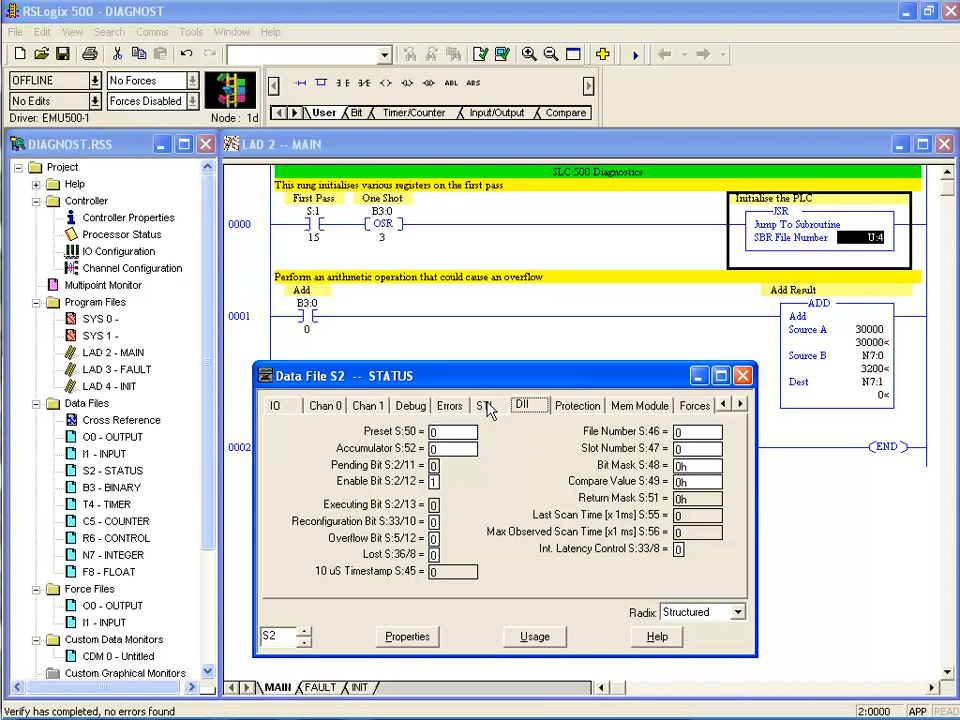 RSLogix 500 - DIAGNOST
File Edit View Search Comms Tools Window Help
OFFLINE No Forces
No Edits Forces Disabled
Driver: EMU500-1 Node : 1d
ABL ABS
User Bit Timer/Counter Input/Output Compare
DIAGNOST.RSS
Project
Help
Controller
Controller Properties
Processor Status
IO Configuration
Channel Configuration
Multipoint Monitor
Program Files
SYS 0 -
SYS 1 -
LAD 2 - MAIN
LAD 3 - FAULT
LAD 4 - INIT
Data Files
Cross Reference
O0 - OUTPUT
I1 - INPUT
S2 - STATUS
B3 - BINARY
T4 - TIMER
C5 - COUNTER
R6 - CONTROL
N7 - INTEGER
F8 - FLOAT
Force Files
O0 - OUTPUT
I1 - INPUT
Custom Data Monitors
CDM 0 - Untitled
Custom Graphical Monitors
LAD 2 -- MAIN
SLC 500 Diagnostics
This rung initialises various registers on the first pass
First Pass One Shot Initialise the PLC
S:1 B3:0 JSR
0000 OSR Jump To Subroutine
15 3 SBR File Number U:4
Perform an arithmetic operation that could cause an overflow
Add Add Result
B3:0 ADD
0001 Add
0 Source A 30000
30000<
Source B N7:0
3200<
Dest N7:1
0<
0002 END
Data File S2 -- STATUS
IO Chan 0 Chan 1 Debug Errors STI DII Protection Mem Module Forces
Preset S:50 = 0
Accumulator S:52 = 0
Pending Bit S:2/11 = 0
Enable Bit S:2/12 = 1
Executing Bit S:2/13 = 0
Reconfiguration Bit S:33/10 = 0
Overflow Bit S:5/12 = 0
Lost S:36/8 = 0
10 uS Timestamp S:45 = 0
File Number S:46 = 0
Slot Number S:47 = 0
Bit Mask S:48 = 0h
Compare Value S:49 = 0h
Return Mask S:51 = 0h
Last Scan Time [x 1ms] S:55 = 0
Max Observed Scan Time [x1 ms] S:56 = 0
Int. Latency Control S:33/8 = 0
Radix: Structured
S2 Properties Usage Help
MAIN FAULT INIT
Verify has completed, no errors found 2:0000 APP READ